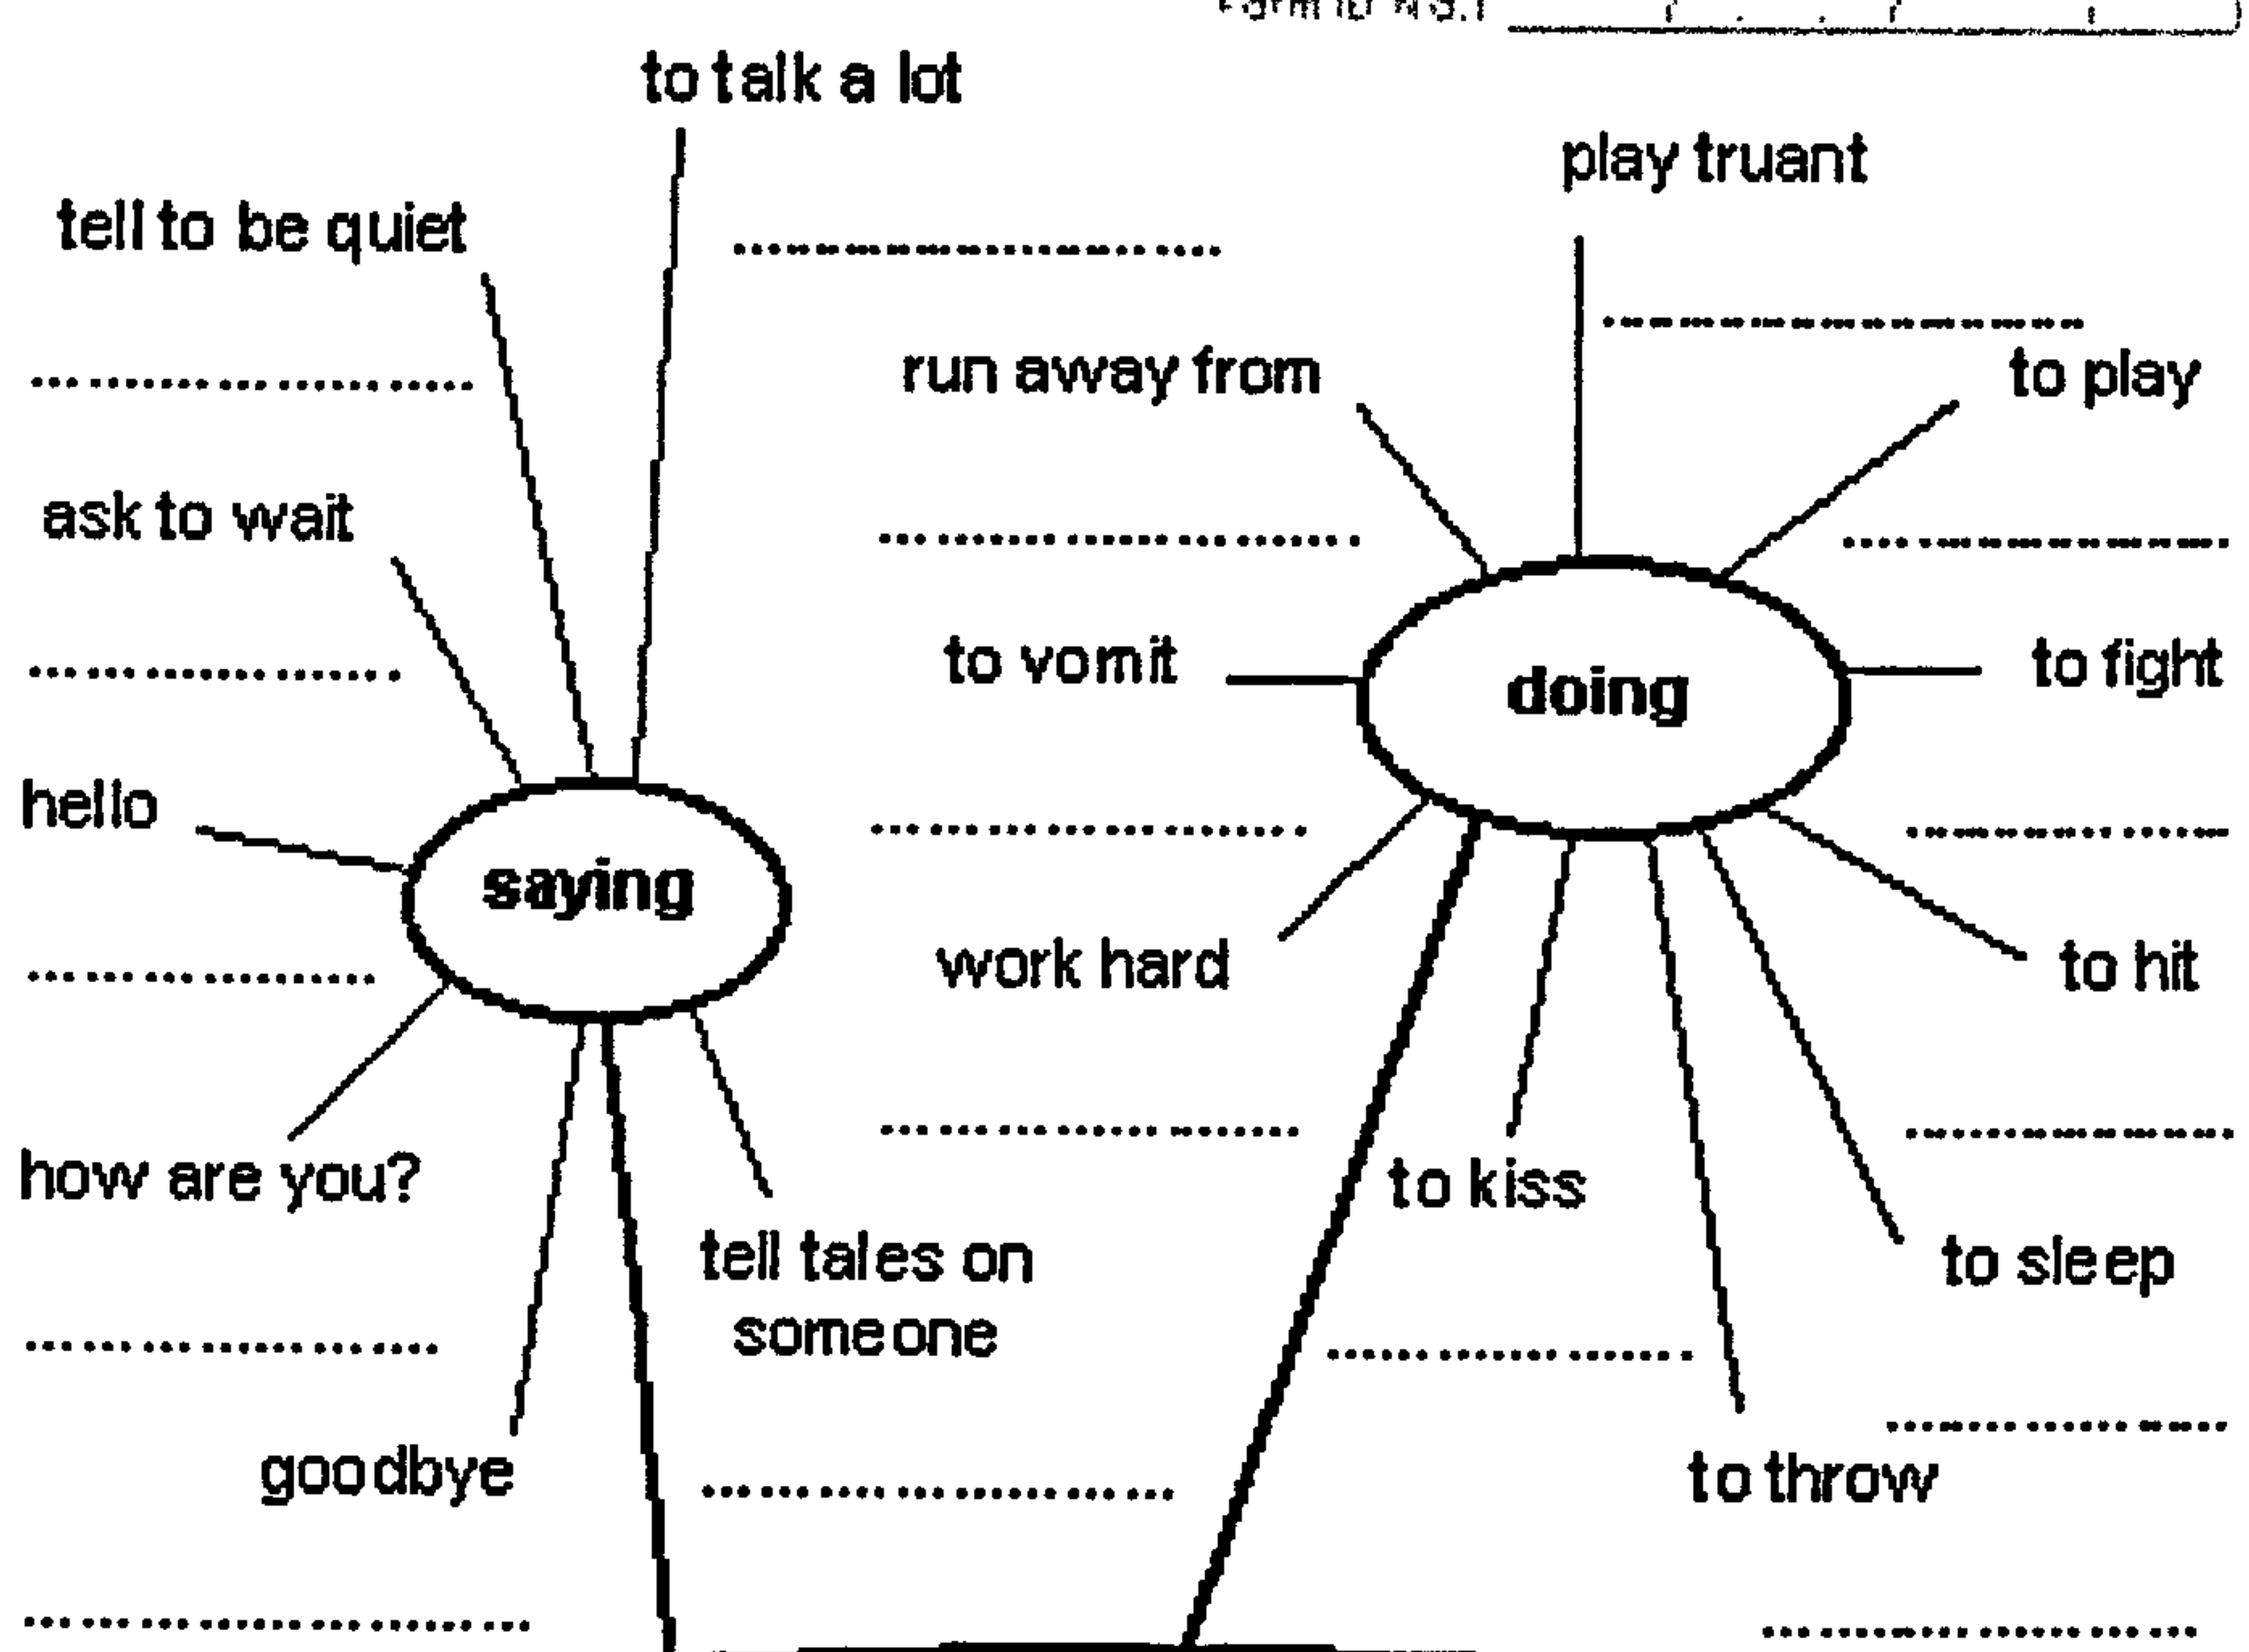 to talk a lot
play truant
tell to be quiet
run away from
to play
ask to wait
to vomit
doing
to fight
hello
saying
work hard
to hit
how are you?
to kiss
tell tales on
someone
to sleep
goodbye
to throw